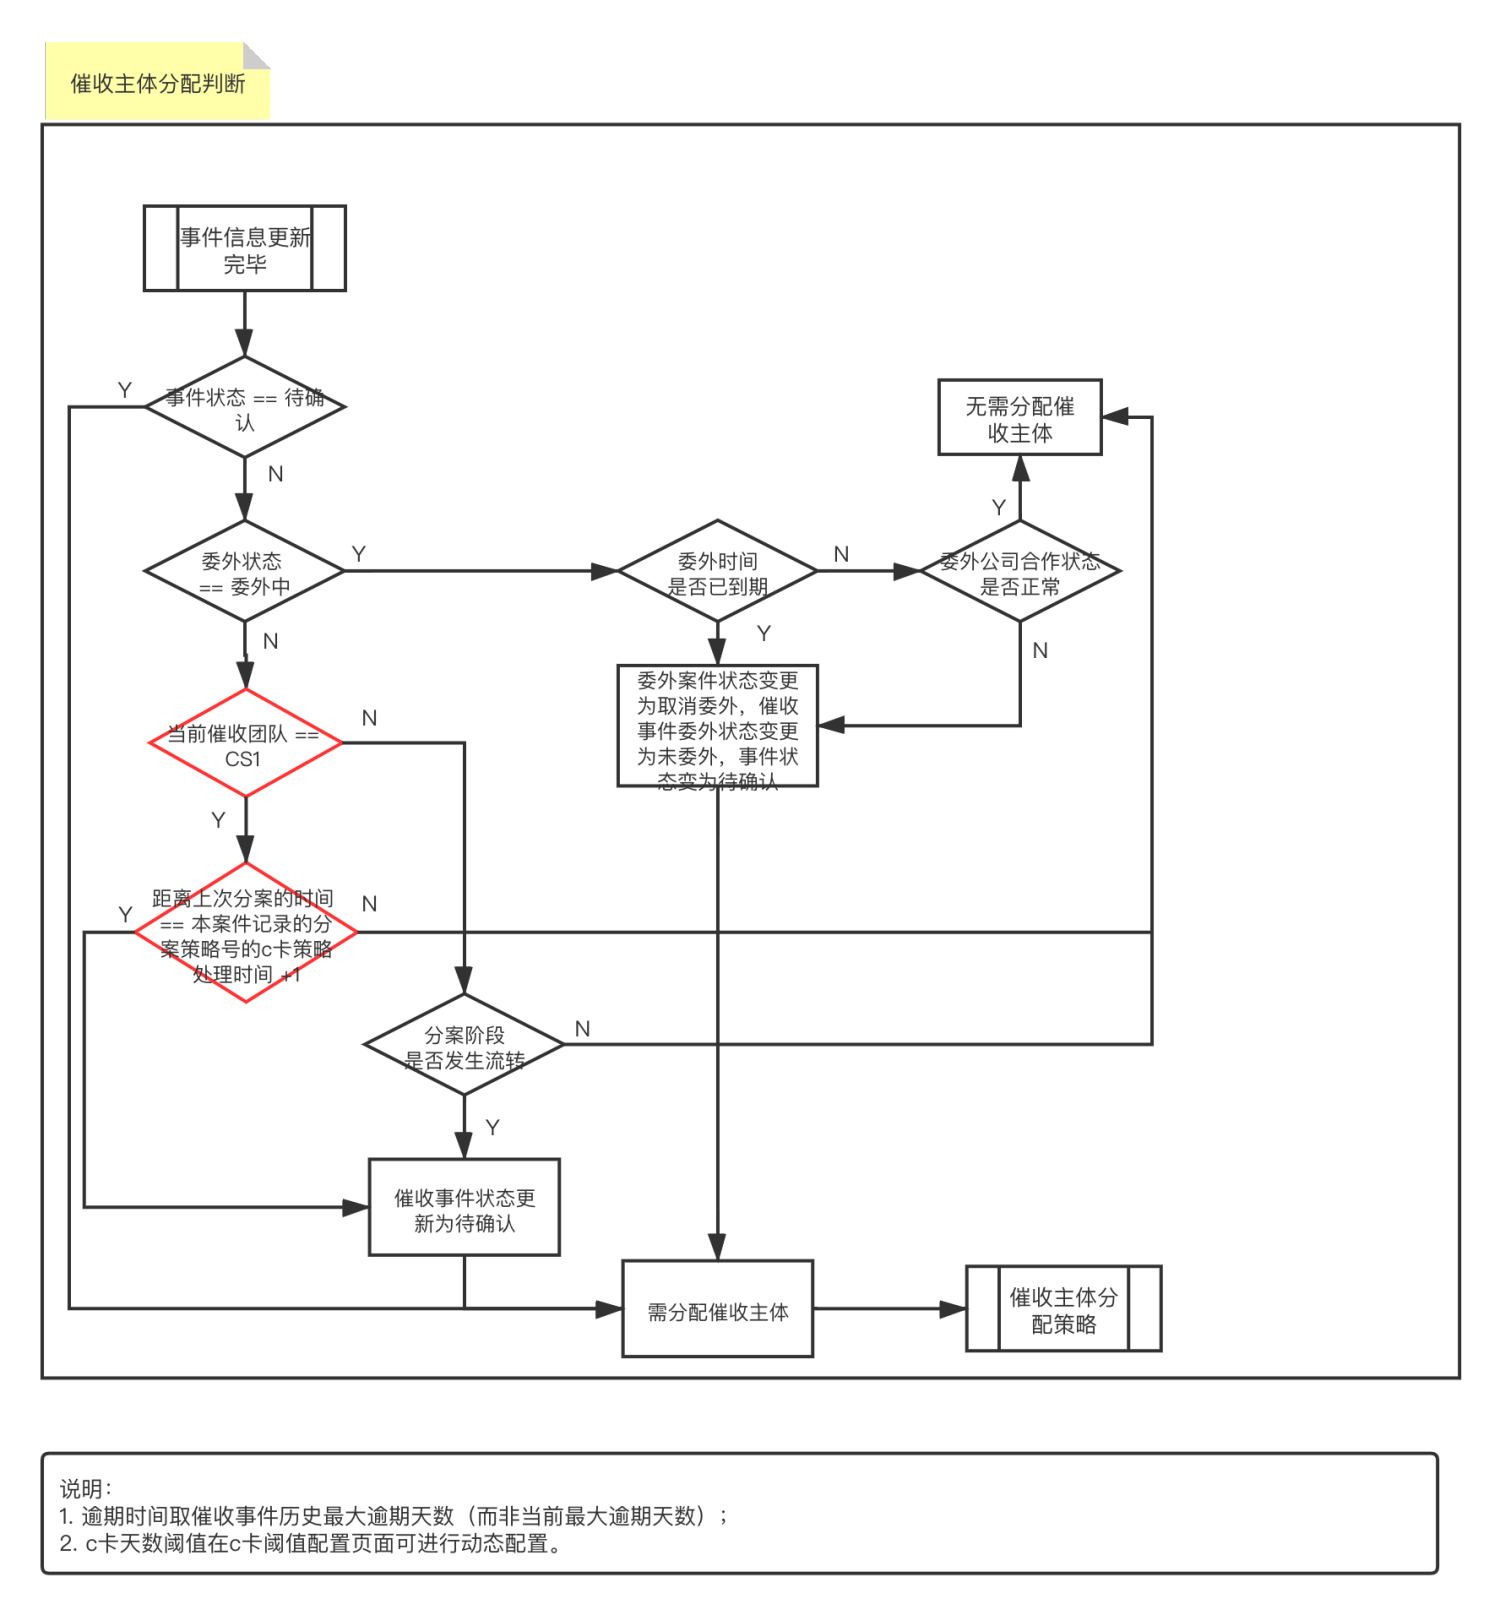 催收主体分配判断
事件信息更新
完毕
Y
事件状态 == 待确
认
N
无需分配催
收主体
Y
委外状态
== 委外中
Y
委外时间
是否已到期
N
委外公司合作状态
是否正常
N
Y
N
委外案件状态变更
为取消委外，催收
事件委外状态变更
为未委外，事件状
态变为待确认
当前催收团队 ==
CS1
N
Y
Y
距离上次分案的时间
== 本案件记录的分
案策略号的c卡策略
处理时间 +1
N
分案阶段
是否发生流转
N
Y
催收事件状态更
新为待确认
需分配催收主体
催收主体分
配策略
说明：
1. 逾期时间取催收事件历史最大逾期天数（而非当前最大逾期天数）；
2. c卡天数阈值在c卡阈值配置页面可进行动态配置。